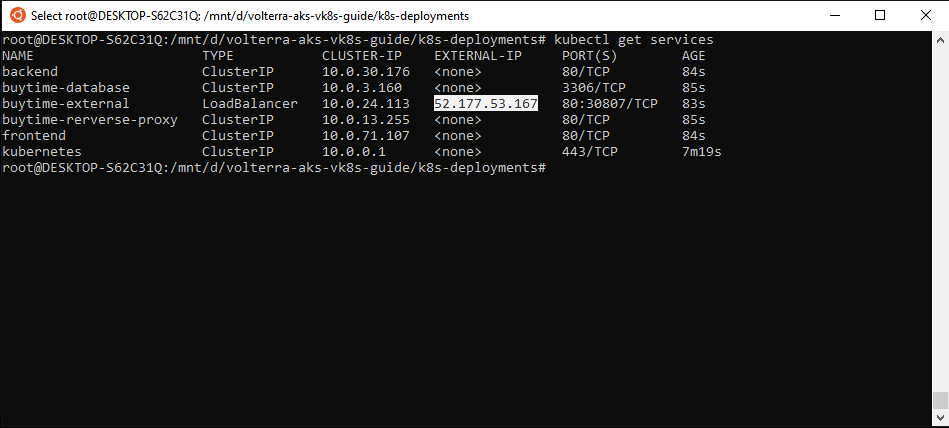 Select root@DESKTOP-S62C31Q: /mnt/d/volterra-aks-vk8s-guide/k8s-deployments
root@DESKTOP-S62C31Q:/mnt/d/volterra-aks-vk8s-guide/k8s-deployments# kubectl get services
NAME TYPE CLUSTER-IP EXTERNAL-IP PORT(S) AGE
backend ClusterIP 10.0.30.176 <none> 80/TCP 84s
buytime-database ClusterIP 10.0.3.160 <none> 3306/TCP 85s
buytime-external LoadBalancer 10.0.24.113 52.177.53.167 80:30807/TCP 83s
buytime-rerverse-proxy ClusterIP 10.0.13.255 <none> 80/TCP 85s
frontend ClusterIP 10.0.71.107 <none> 80/TCP 84s
kubernetes ClusterIP 10.0.0.1 <none> 443/TCP 7m19s
root@DESKTOP-S62C31Q:/mnt/d/volterra-aks-vk8s-guide/k8s-deployments#